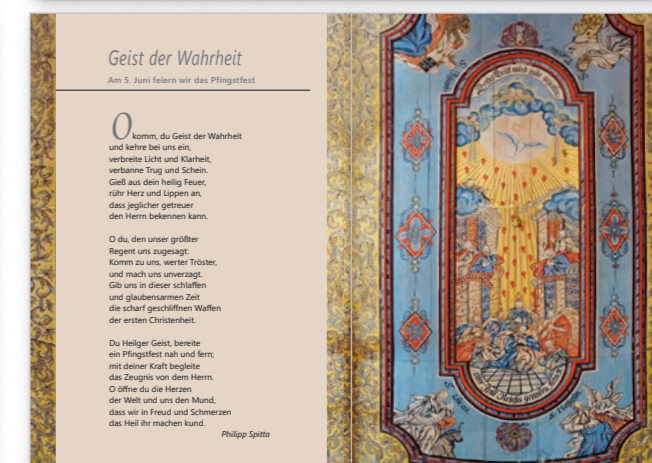 Geist der Wahrheit
Am 5. Juni feiern wir das Pfingstfest
O komm, du Geist der Wahrheit
und kehre bei uns ein,
verbreite Licht und Klarheit,
verbanne Trug und Schein.
Gieß aus dein heilig Feuer,
rühr Herz und Lippen an,
dass jeglicher getreuer
den Herrn bekennen kann.
O du, den unser größter
Regent uns zugesagt:
Komm zu uns, werter Tröster,
und mach uns unverzagt.
Gib uns in dieser schlaffen
und glaubensarmen Zeit
die scharf geschliffnen Waffen
der ersten Christenheit.
Du Heilger Geist, bereite
ein Pfingstfest nah und fern;
mit deiner Kraft begleite
das Zeugnis von dem Herrn.
O öffne du die Herzen
der Welt und uns den Mund,
dass wir in Freud und Schmerzen
das Heil ihr machen kund.
Philipp Spitta